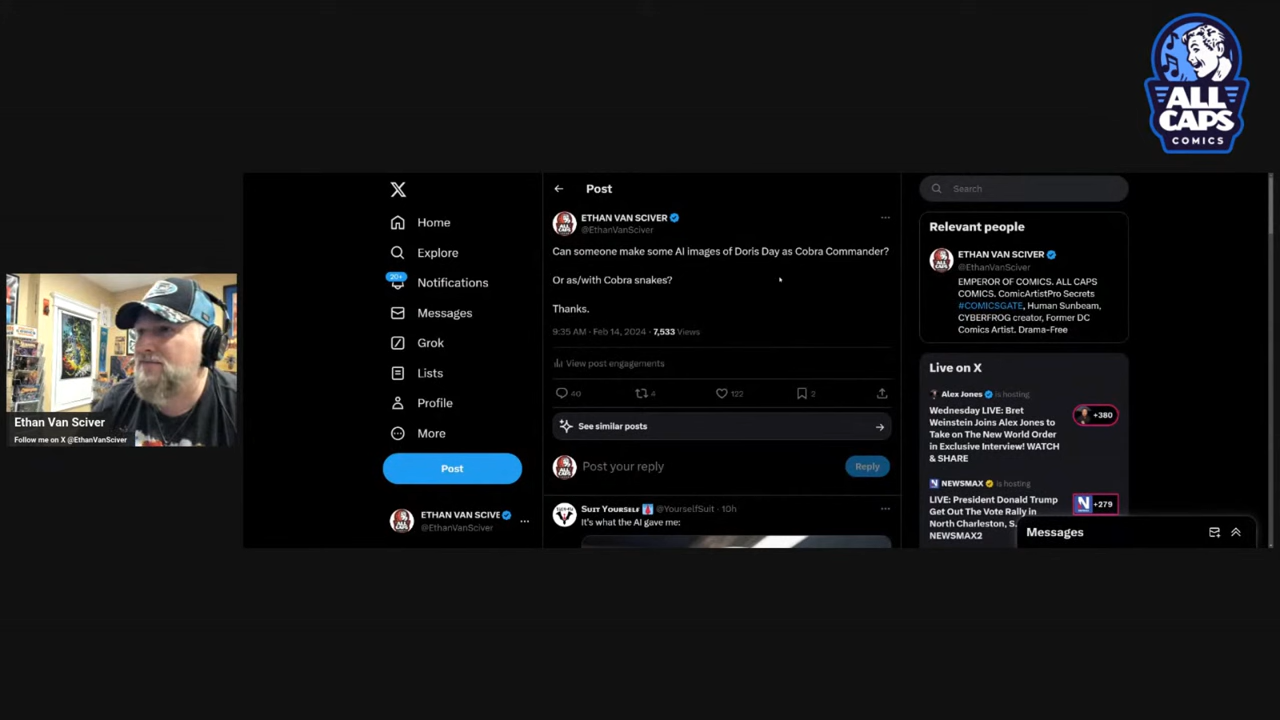 ALL
CAPS
COMICS
Home
Explore
20+
Notifications
Messages
Grok
Lists
Profile
More
Post
ETHAN VAN SCIVE
@EthanVanSciver
Post
ETHAN VAN SCIVER
@EthanVanSciver
Can someone make some AI images of Doris Day as Cobra Commander?
Or as/with Cobra snakes?
Thanks.
9:35 AM · Feb 14, 2024 · 7,533 Views
View post engagements
40
4
122
2
See similar posts
Post your reply
Reply
SUIT YOURSELF @YourselfSuit · 10h
It's what the AI gave me:
Search
Relevant people
ETHAN VAN SCIVER
@EthanVanSciver
EMPEROR OF COMICS. ALL CAPS
COMICS. ComicArtistPro Secrets
#COMICSGATE, Human Sunbeam,
CYBERFROG creator, Former DC
Comics Artist. Drama-Free
Live on X
Alex Jones is hosting
Wednesday LIVE: Bret
Weinstein Joins Alex Jones to
Take on The New World Order
in Exclusive Interview! WATCH
& SHARE
+380
NEWSMAX is hosting
LIVE: President Donald Trump
Get Out The Vote Rally in
North Charleston, S.
NEWSMAX2
+279
Messages
Ethan Van Sciver
Follow me on X @EthanVanSciver